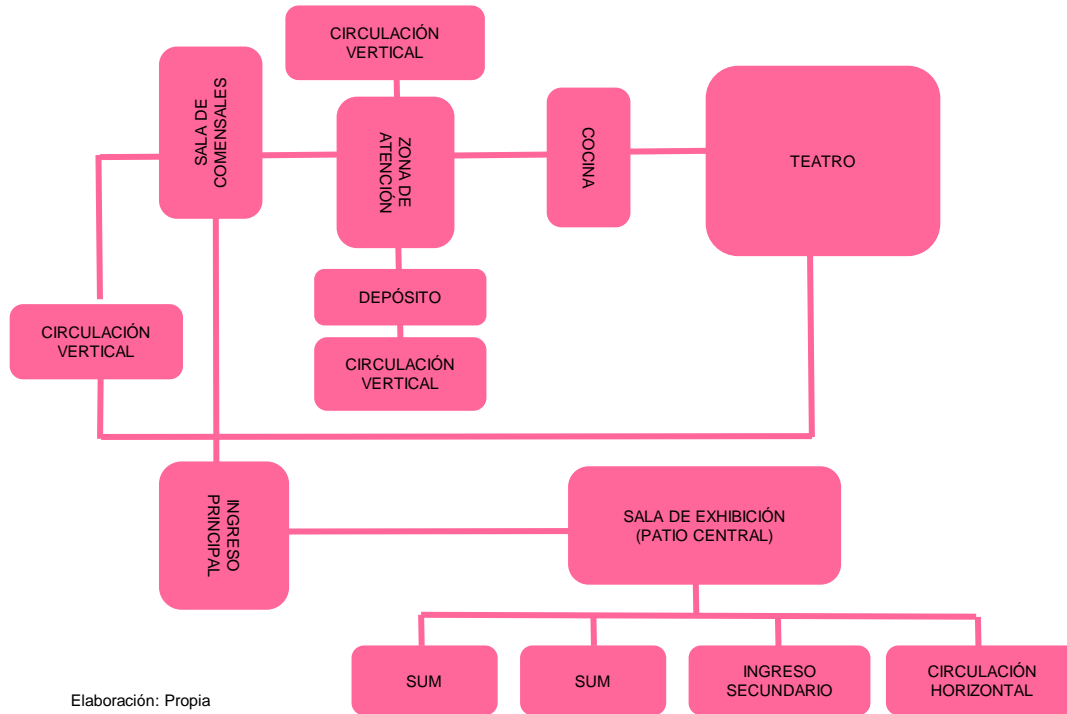 CIRCULACIÓN
VERTICAL
SALA DE
COMENSALES
ZONA DE
ATENCIÓN
COCINA
TEATRO
DEPÓSITO
CIRCULACIÓN
VERTICAL
CIRCULACIÓN
VERTICAL
INGRESO
PRINCIPAL
SALA DE EXHIBICIÓN
(PATIO CENTRAL)
SUM
SUM
INGRESO
SECUNDARIO
CIRCULACIÓN
HORIZONTAL
Elaboración: Propia